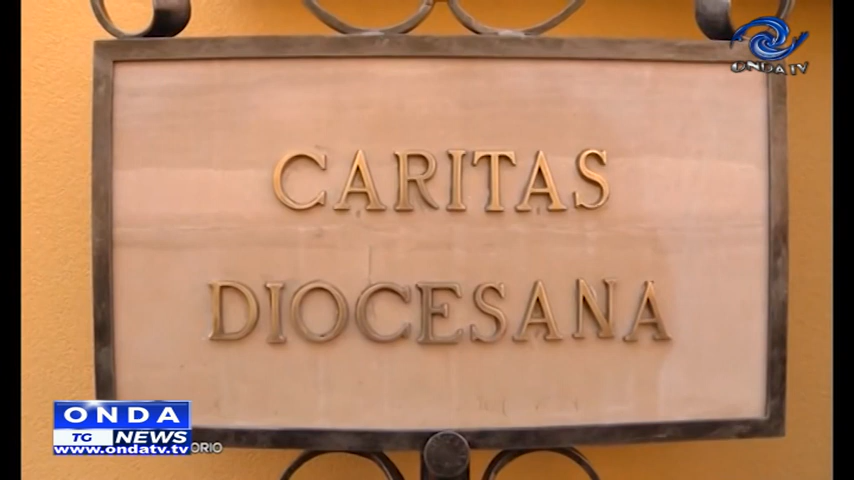 ONDA TV
CARITAS
DIOCESANA
ONDA
TG NEWS
www.ondatv.tv